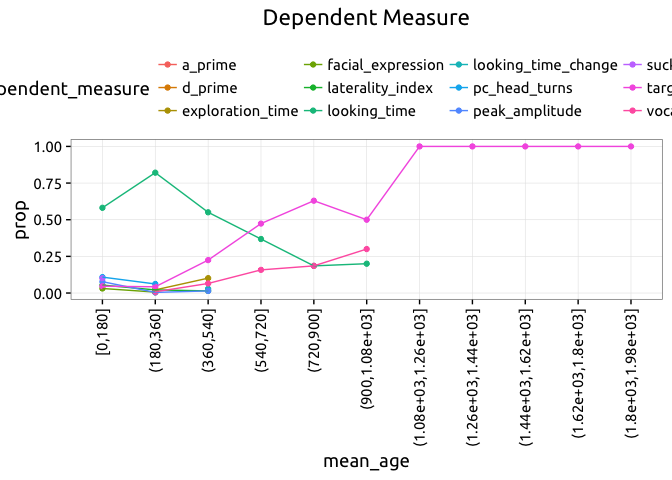 Dependent Measure
pendent_measure
a_prime
d_prime
exploration_time
facial_expression
laterality_index
looking_time
looking_time_change
pc_head_turns
peak_amplitude
suc
targ
voca
prop
1.00
0.75
0.50
0.25
0.00
[0,180]
(180,360]
(360,540]
(540,720]
(720,900]
(900,1.08e+03]
(1.08e+03,1.26e+03]
(1.26e+03,1.44e+03]
(1.44e+03,1.62e+03]
(1.62e+03,1.8e+03]
(1.8e+03,1.98e+03]
mean_age